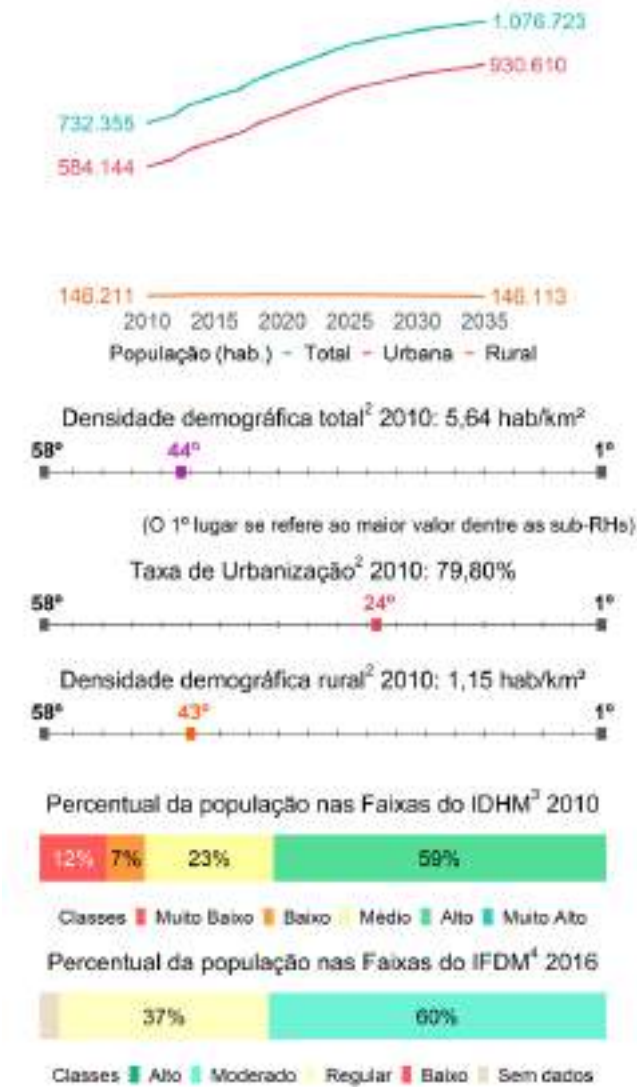 1.076.723
930.610
732.355
584.144
146.211 146.113
2010 2015 2020 2025 2030 2035
População (hab.) - Total - Urbana - Rural
Densidade demográfica total² 2010: 5,64 hab/km²
58º 44º 1º
(O 1º lugar se refere ao maior valor dentre as sub-RHs)
Taxa de Urbanização² 2010: 79,80%
58º 24º 1º
Densidade demográfica rural² 2010: 1,15 hab/km²
58º 43º 1º
Percentual da população nas Faixas do IDHM³ 2010
12% 7% 23% 59%
Classes Muito Baixo Baixo Médio Alto Muito Alto
Percentual da população nas Faixas do IFDM⁴ 2016
37% 60%
Classes Alto Moderado Regular Baixo Sem dados